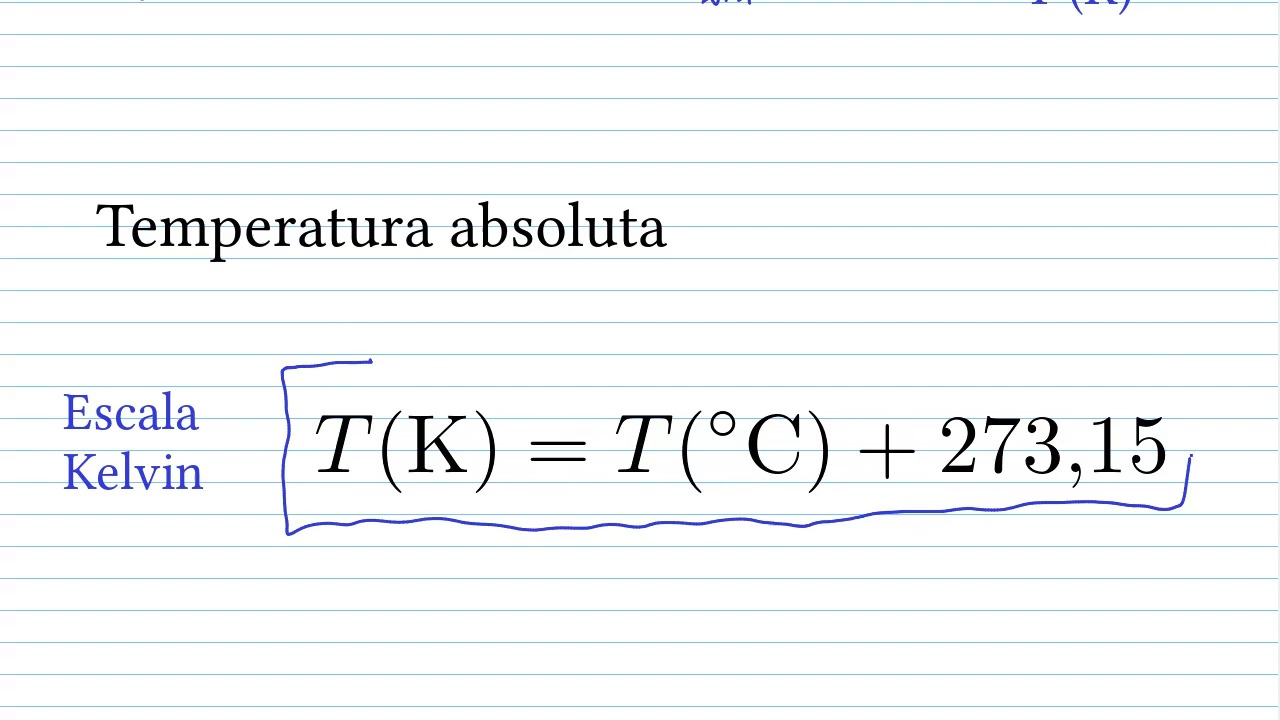 Temperatura absoluta
Escala
Kelvin
T(K) = T(°C) + 273,15